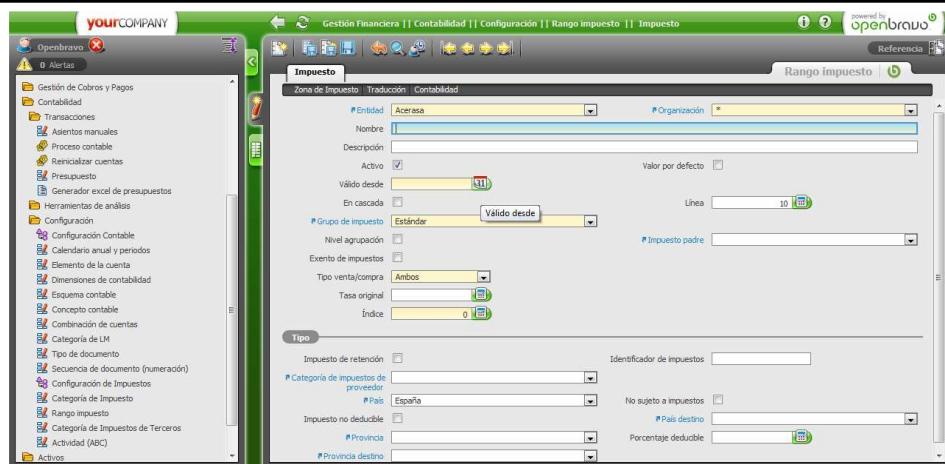 yourCOMPANY
Gestión Financiera || Contabilidad || Configuración || Rango impuesto || Impuesto
powered by
openbravo
Openbravo
0 Alertas
Referencia
Gestión de Cobros y Pagos
Contabilidad
Transacciones
Asientos manuales
Proceso contable
Reinicializar cuentas
Presupuesto
Generador excel de presupuestos
Herramientas de análisis
Configuración
Configuración Contable
Calendario anual y periodos
Elemento de la cuenta
Dimensiones de contabilidad
Esquema contable
Concepto contable
Combinación de cuentas
Categoría de LM
Tipo de documento
Secuencia de documento (numeración)
Configuración de Impuestos
Categoría de Impuesto
Rango impuesto
Categoría de Impuestos de Terceros
Actividad (ABC)
Activos
Impuesto
Rango impuesto
Zona de Impuesto | Traducción | Contabilidad
Entidad Acerasa Organización *
Nombre
Descripción
Activo Valor por defecto
Válido desde 31
En cascada Línea 10
Válido desde
Grupo de impuesto Estándar
Nivel agrupación Impuesto padre
Exento de impuestos
Tipo venta/compra Ambos
Tasa original
Índice 0
Tipo
Impuesto de retención Identificador de impuestos
Categoría de impuestos de
proveedor
País España No sujeto a impuestos
Impuesto no deducible País destino
Provincia Porcentaje deducible
Provincia destino